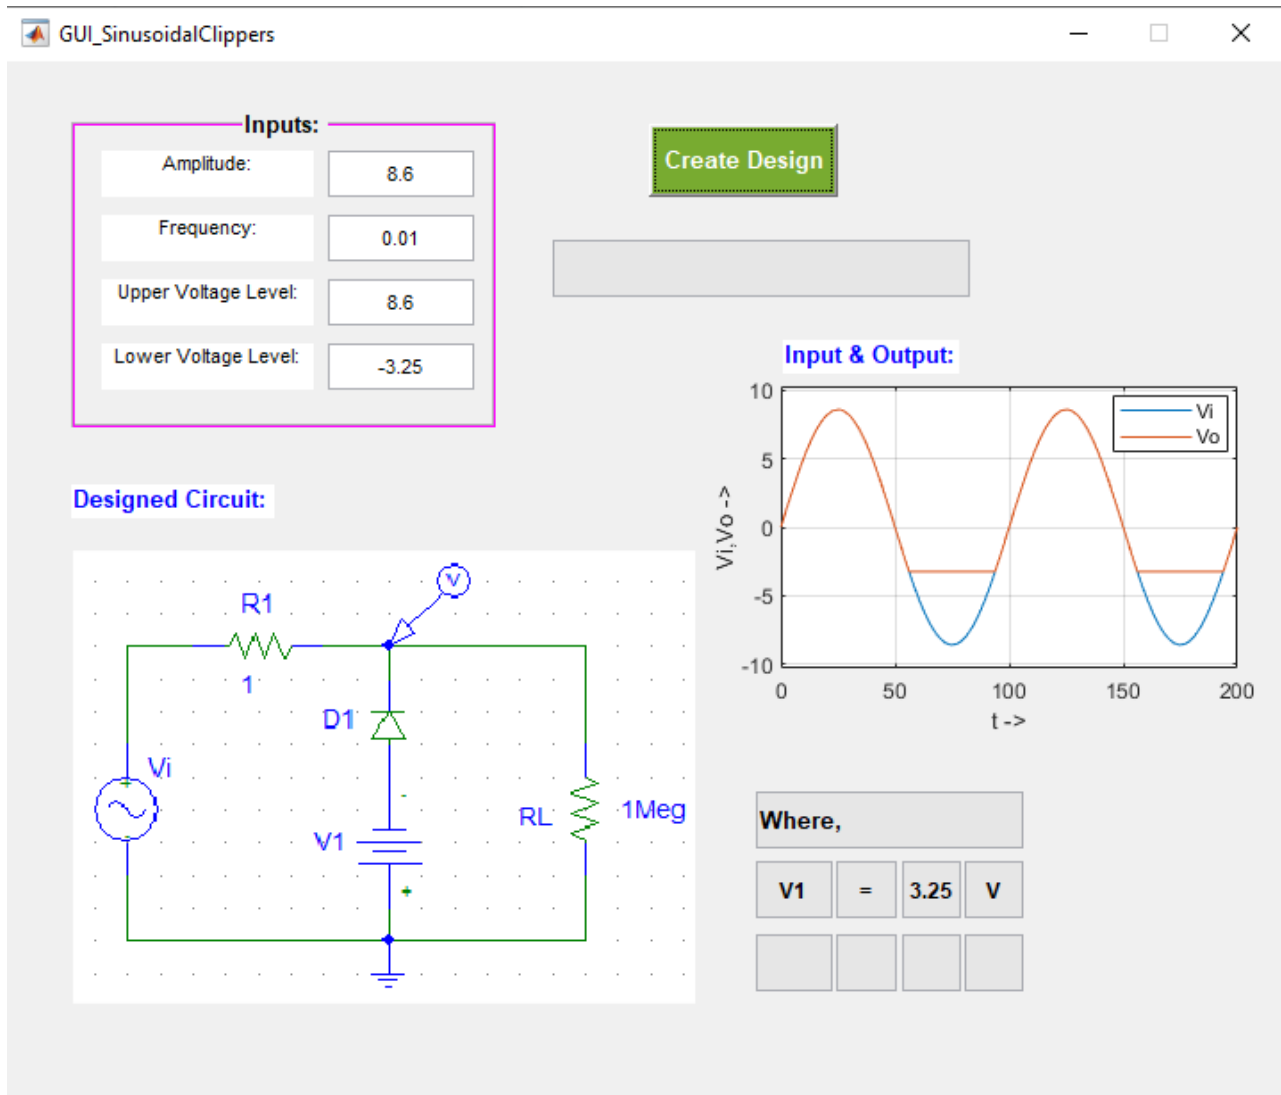 GUI_SinusoidalClippers
Inputs:
Amplitude: 8.6
Frequency: 0.01
Upper Voltage Level: 8.6
Lower Voltage Level: -3.25
Create Design
Input & Output:
10
5
0
-5
-10
Vi,Vo ->
Vi
Vo
0 50 100 150 200
t ->
Designed Circuit:
V
R1
1
D1
Vi
+
-
-
V1
+
RL
1Meg
Where,
V1 = 3.25 V